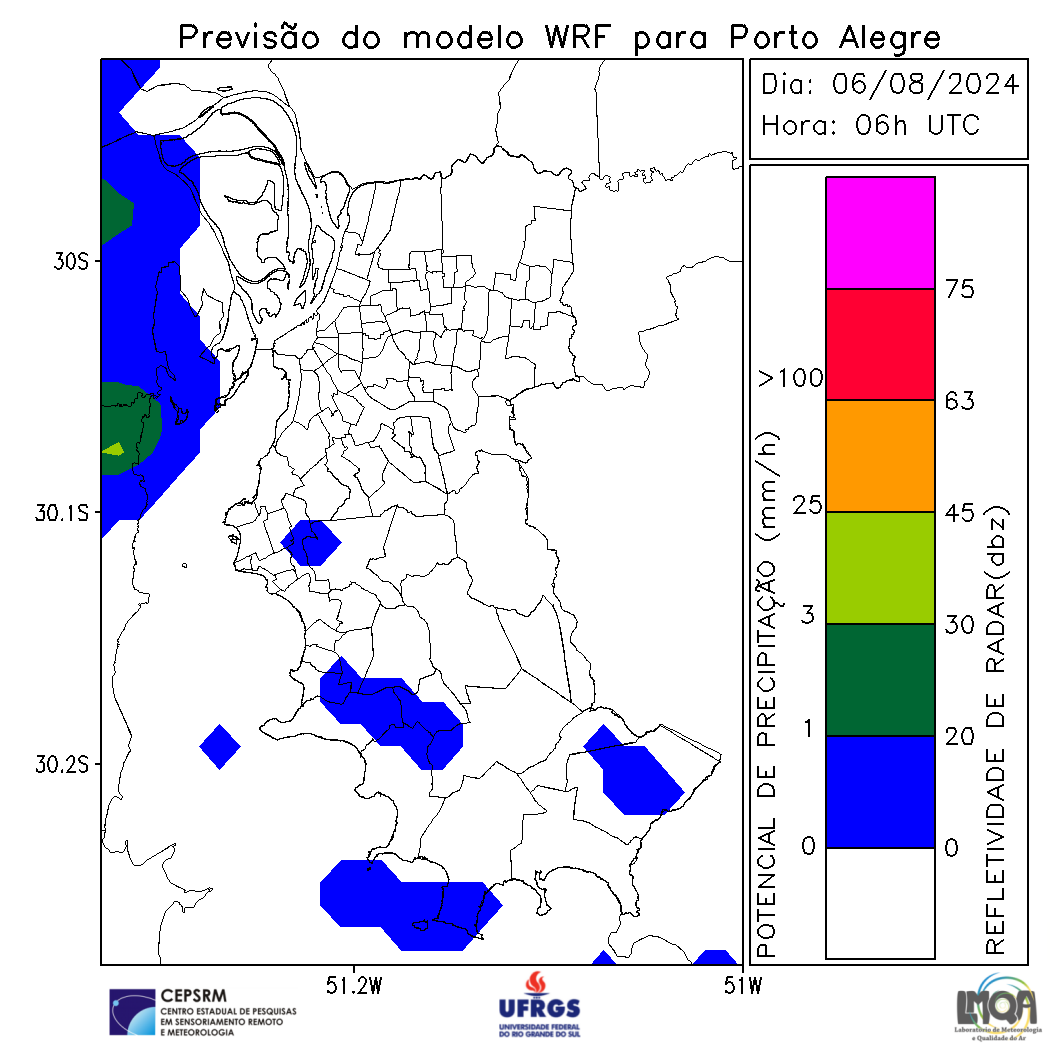 Previsão do modelo WRF para Porto Alegre
Dia: 06/08/2024
Hora: 06h UTC
30S
30.1S
30.2S
51.2W
51W
POTENCIAL DE PRECIPITAÇÃO (mm/h)
>100
25
3
1
0
75
63
45
30
20
0
REFLETIVIDADE DE RADAR(dbz)
CEPSRM
CENTRO ESTADUAL DE PESQUISAS
EM SENSORIAMENTO REMOTO
E METEOROLOGIA
UFRGS
UNIVERSIDADE FEDERAL
DO RIO GRANDE DO SUL
LMQA
Laboratório de Meteorologia
e Qualidade do Ar